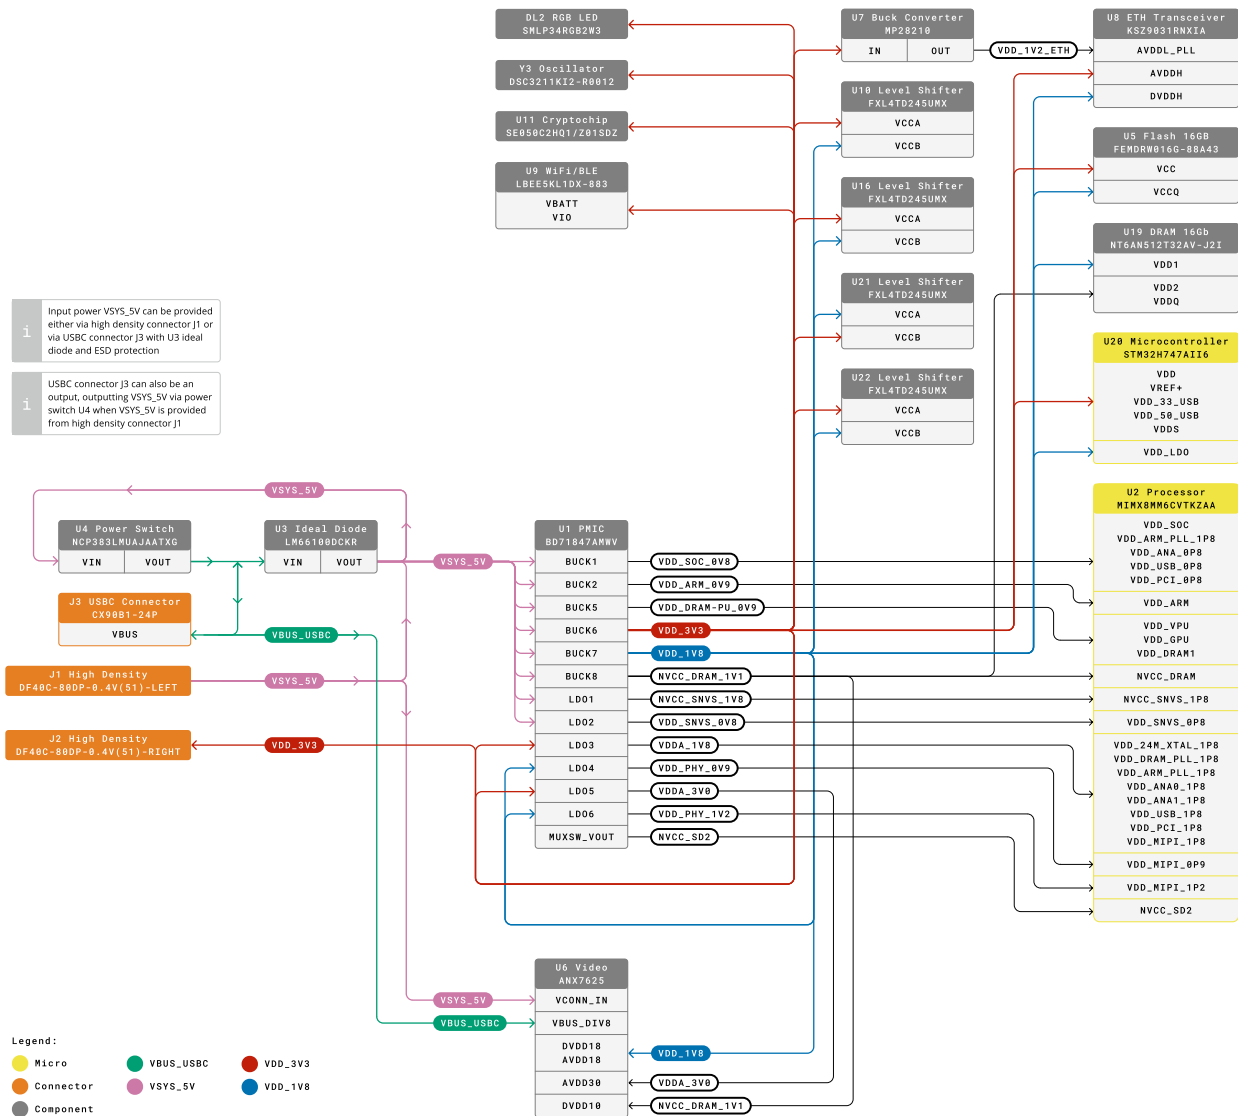 DL2 RGB LED
SMLP34RGB2W3
Y3 Oscillator
DSC3211KI2-R0012
U11 Cryptochip
SE050C2HQ1/Z01SDZ
U9 WiFi/BLE
LBEE5KL1DX-883
VBATT
VIO
U7 Buck Converter
MP28210
IN OUT
VDD_1V2_ETH
U10 Level Shifter
FXL4TD245UMX
VCCA
VCCB
U16 Level Shifter
FXL4TD245UMX
VCCA
VCCB
U21 Level Shifter
FXL4TD245UMX
VCCA
VCCB
U22 Level Shifter
FXL4TD245UMX
VCCA
VCCB
U8 ETH Transceiver
KSZ9031RNXIA
AVDDL_PLL
AVDDH
DVDDH
U5 Flash 16GB
FEMDRW016G-88A43
VCC
VCCQ
U19 DRAM 16Gb
NT6AN512T32AV-J2I
VDD1
VDD2
VDDQ
U20 Microcontroller
STM32H747AII6
VDD
VREF+
VDD_33_USB
VDD_50_USB
VDDS
VDD_LDO
i
Input power VSYS_5V can be provided
either via high density connector J1 or
via USBC connector J3 with U3 ideal
diode and ESD protection
i
USBC connector J3 can also be an
output, outputting VSYS_5V via power
switch U4 when VSYS_5V is provided
from high density connector J1
VSYS_5V
U4 Power Switch
NCP383LMUAJAATXG
VIN VOUT
U3 Ideal Diode
LM66100DCKR
VIN VOUT
VSYS_5V
J3 USBC Connector
CX90B1-24P
VBUS
VBUS_USBC
J1 High Density
DF40C-80DP-0.4V(51)-LEFT
VSYS_5V
J2 High Density
DF40C-80DP-0.4V(51)-RIGHT
VDD_3V3
U1 PMIC
BD71847AMWV
BUCK1 VDD_SOC_0V8
BUCK2 VDD_ARM_0V9
BUCK5 VDD_DRAM-PU_0V9
BUCK6 VDD_3V3
BUCK7 VDD_1V8
BUCK8 NVCC_DRAM_1V1
LDO1 NVCC_SNVS_1V8
LDO2 VDD_SNVS_0V8
LDO3 VDDA_1V8
LDO4 VDD_PHY_0V9
LDO5 VDDA_3V0
LDO6 VDD_PHY_1V2
MUXSW_VOUT NVCC_SD2
U2 Processor
MIMX8MM6CVTKZAA
VDD_SOC
VDD_ARM_PLL_1P8
VDD_ANA_0P8
VDD_USB_0P8
VDD_PCI_0P8
VDD_ARM
VDD_VPU
VDD_GPU
VDD_DRAM1
NVCC_DRAM
NVCC_SNVS_1P8
VDD_SNVS_0P8
VDD_24M_XTAL_1P8
VDD_DRAM_PLL_1P8
VDD_ARM_PLL_1P8
VDD_ANA0_1P8
VDD_ANA1_1P8
VDD_USB_1P8
VDD_PCI_1P8
VDD_MIPI_1P8
VDD_MIPI_0P9
VDD_MIPI_1P2
NVCC_SD2
U6 Video
ANX7625
VSYS_5V VCONN_IN
VBUS_USBC VBUS_DIV8
DVDD18
AVDD18
VDD_1V8
AVDD30 VDDA_3V0
DVDD10 NVCC_DRAM_1V1
Legend:
Micro VBUS_USBC VDD_3V3
Connector VSYS_5V VDD_1V8
Component